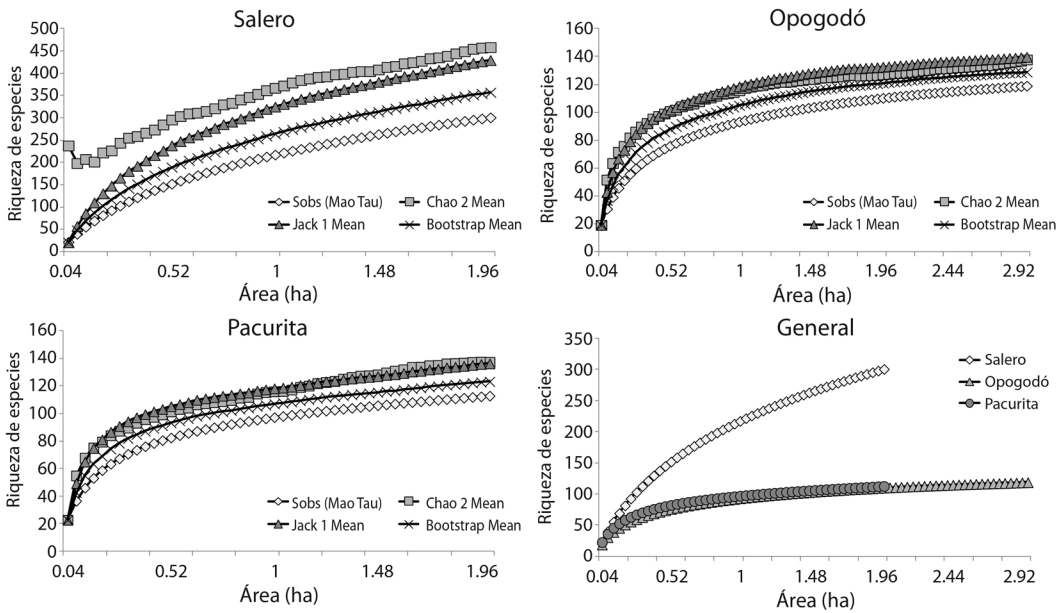 Salero
Riqueza de especies
500
450
400
350
300
250
200
150
100
50
0
Sobs (Mao Tau)
Chao 2 Mean
Jack 1 Mean
Bootstrap Mean
0.04 0.52 1 1.48 1.96
Área (ha)
Opogodó
Riqueza de especies
160
140
120
100
80
60
40
20
0
Sobs (Mao Tau)
Chao 2 Mean
Jack 1 Mean
Bootstrap Mean
0.04 0.52 1 1.48 1.96 2.44 2.92
Área (ha)
Pacurita
Riqueza de especies
160
140
120
100
80
60
40
20
0
Sobs (Mao Tau)
Chao 2 Mean
Jack 1 Mean
Bootstrap Mean
0.04 0.52 1 1.48 1.96
Área (ha)
General
Riqueza de especies
350
300
250
200
150
100
50
0
Salero
Opogodó
Pacurita
0.04 0.52 1 1.48 1.96 2.44 2.92
Área (ha)